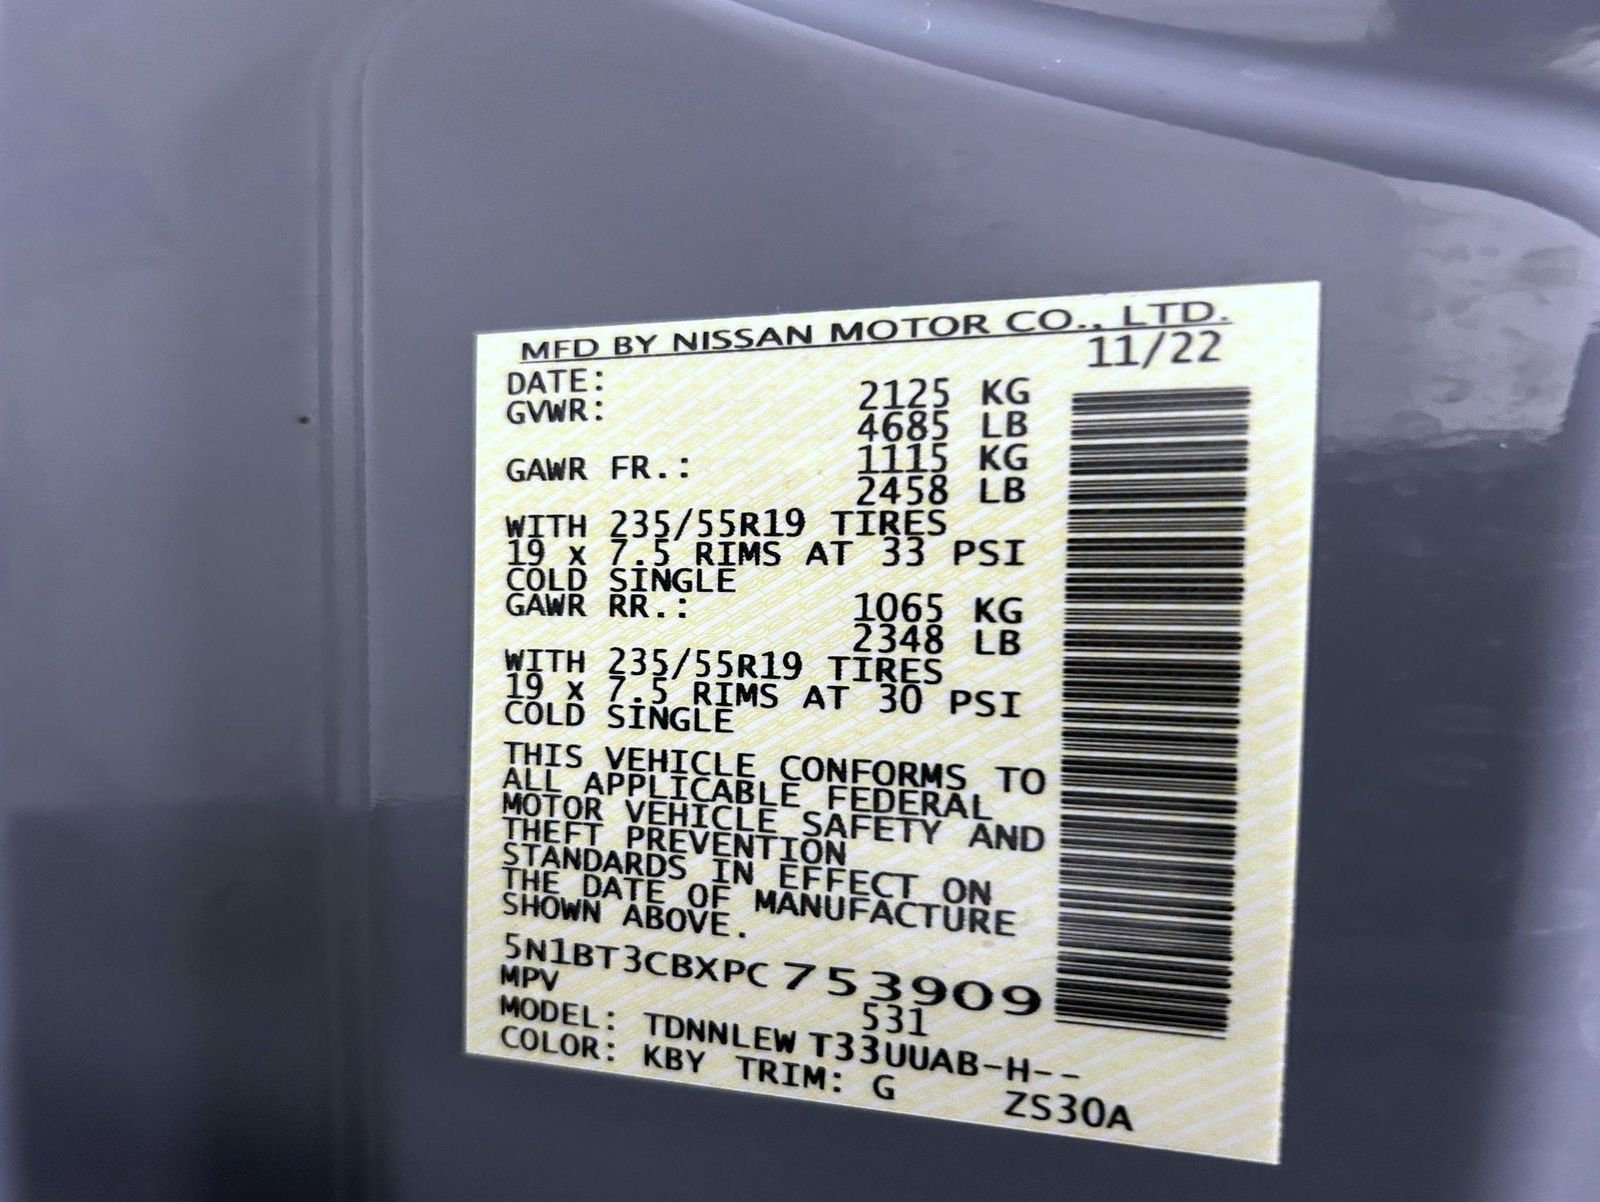 MFD BY NISSAN MOTOR CO., LTD.
DATE: 11/22
GVWR: 2125 KG
4685 LB
GAWR FR.: 1115 KG
2458 LB
WITH 235/55R19 TIRES
19 x 7.5 RIMS AT 33 PSI
COLD SINGLE
GAWR RR.: 1065 KG
2348 LB
WITH 235/55R19 TIRES
19 x 7.5 RIMS AT 30 PSI
COLD SINGLE
THIS VEHICLE CONFORMS TO
ALL APPLICABLE FEDERAL
MOTOR VEHICLE SAFETY AND
THEFT PREVENTION
STANDARDS IN EFFECT ON
THE DATE OF MANUFACTURE
SHOWN ABOVE.
5N1BT3CBXPC753909
MPV 531
MODEL: TDNNLEWT33UUAB-H--
COLOR: KBY TRIM: G ZS30A